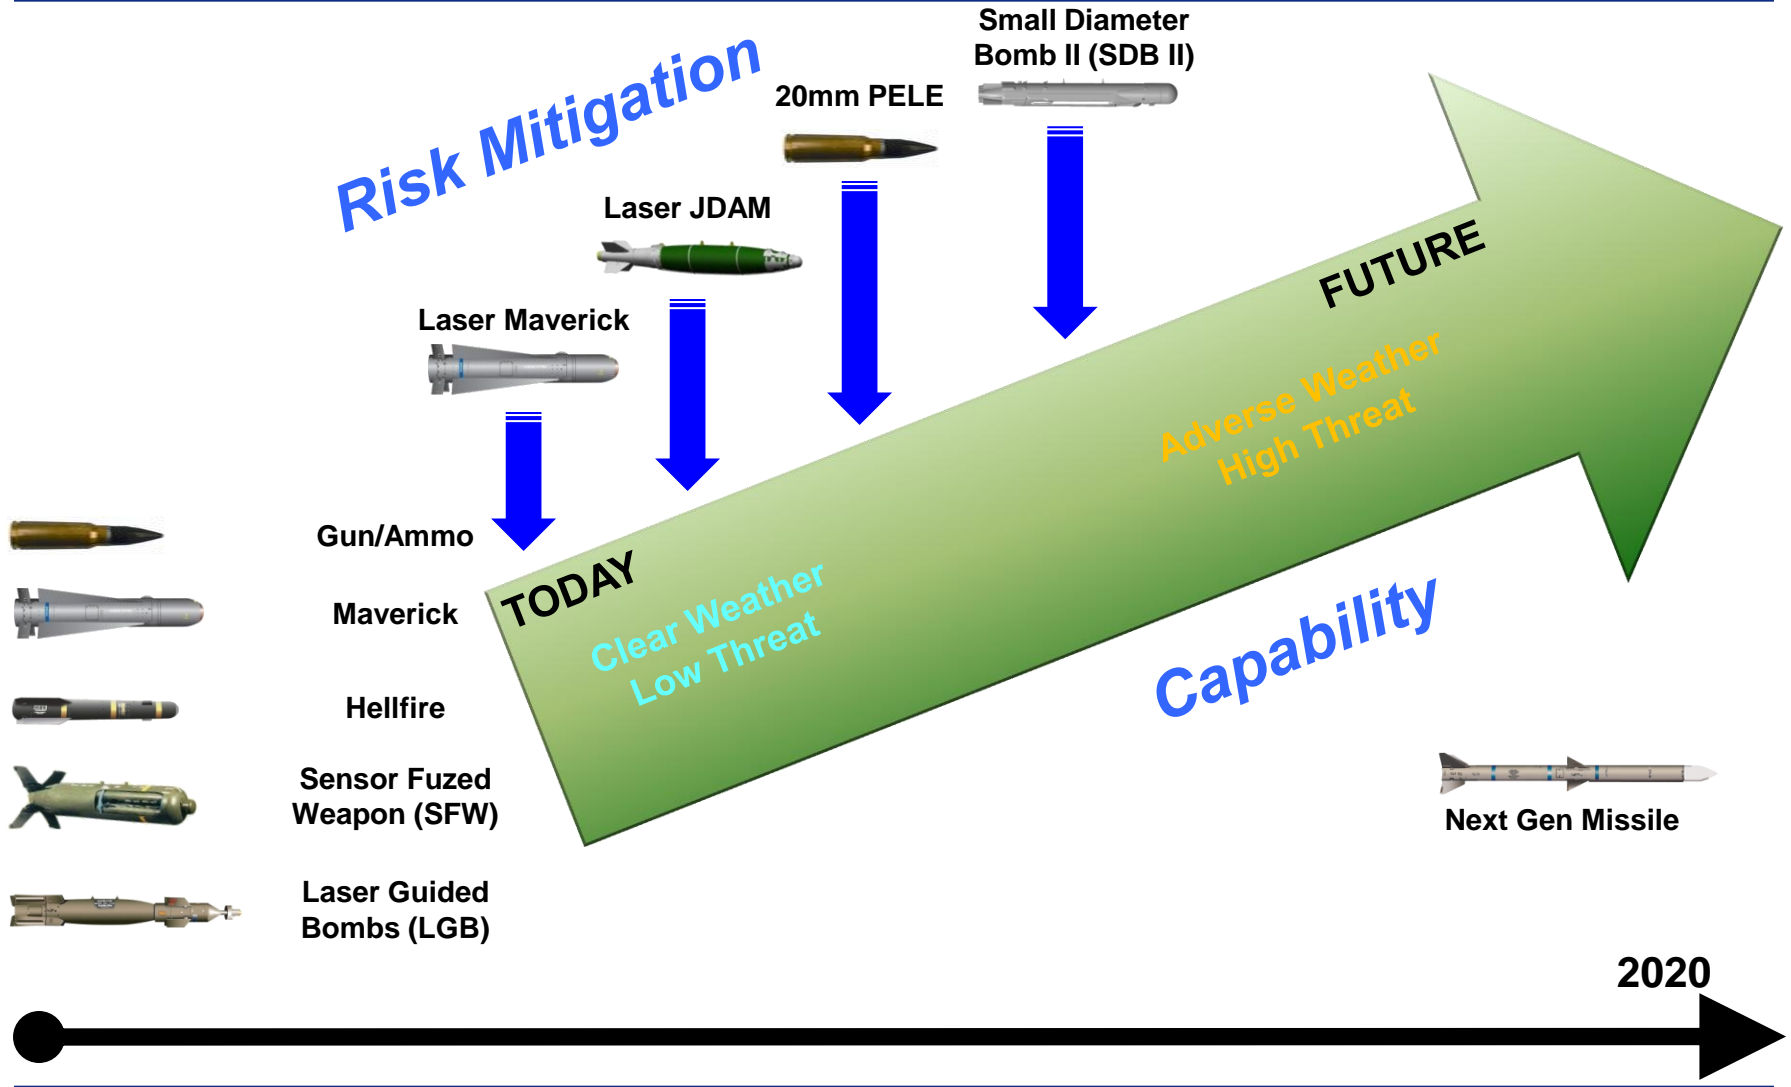 Small Diameter
Bomb II (SDB II)
Risk Mitigation
20mm PELE
Laser JDAM
Laser Maverick
FUTURE
Adverse Weather
High Threat
Gun/Ammo
TODAY
Clear Weather
Low Threat
Maverick
Capability
Hellfire
Sensor Fuzed
Weapon (SFW)
Next Gen Missile
Laser Guided
Bombs (LGB)
2020